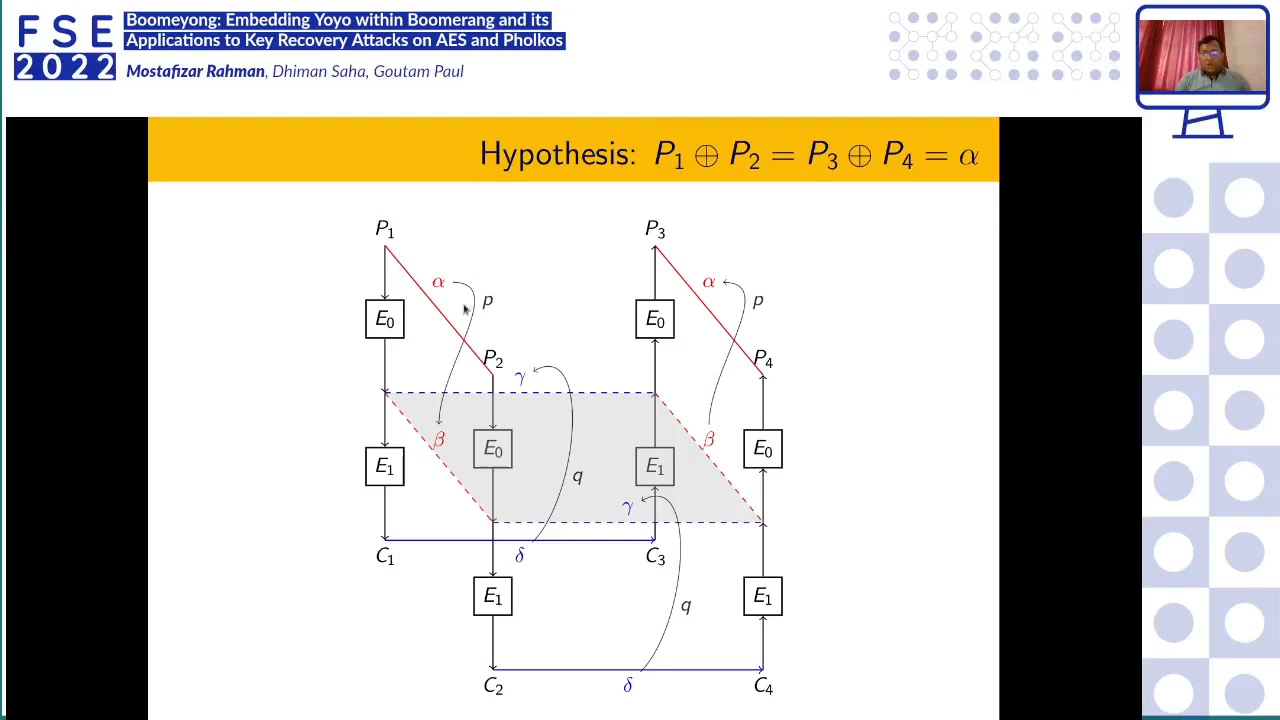 FSE
2022
Boomeyong: Embedding Yoyo within Boomerang and its
Applications to Key Recovery Attacks on AES and Pholkos
Mostafizar Rahman, Dhiman Saha, Goutam Paul
Hypothesis: P₁ ⊕ P₂ = P₃ ⊕ P₄ = α
P₁ P₃
α p α p
E₀ E₀
P₂ P₄
γ
β E₀ β E₀
E₁ q E₁
γ
C₁ δ C₃
E₁ q E₁
C₂ δ C₄